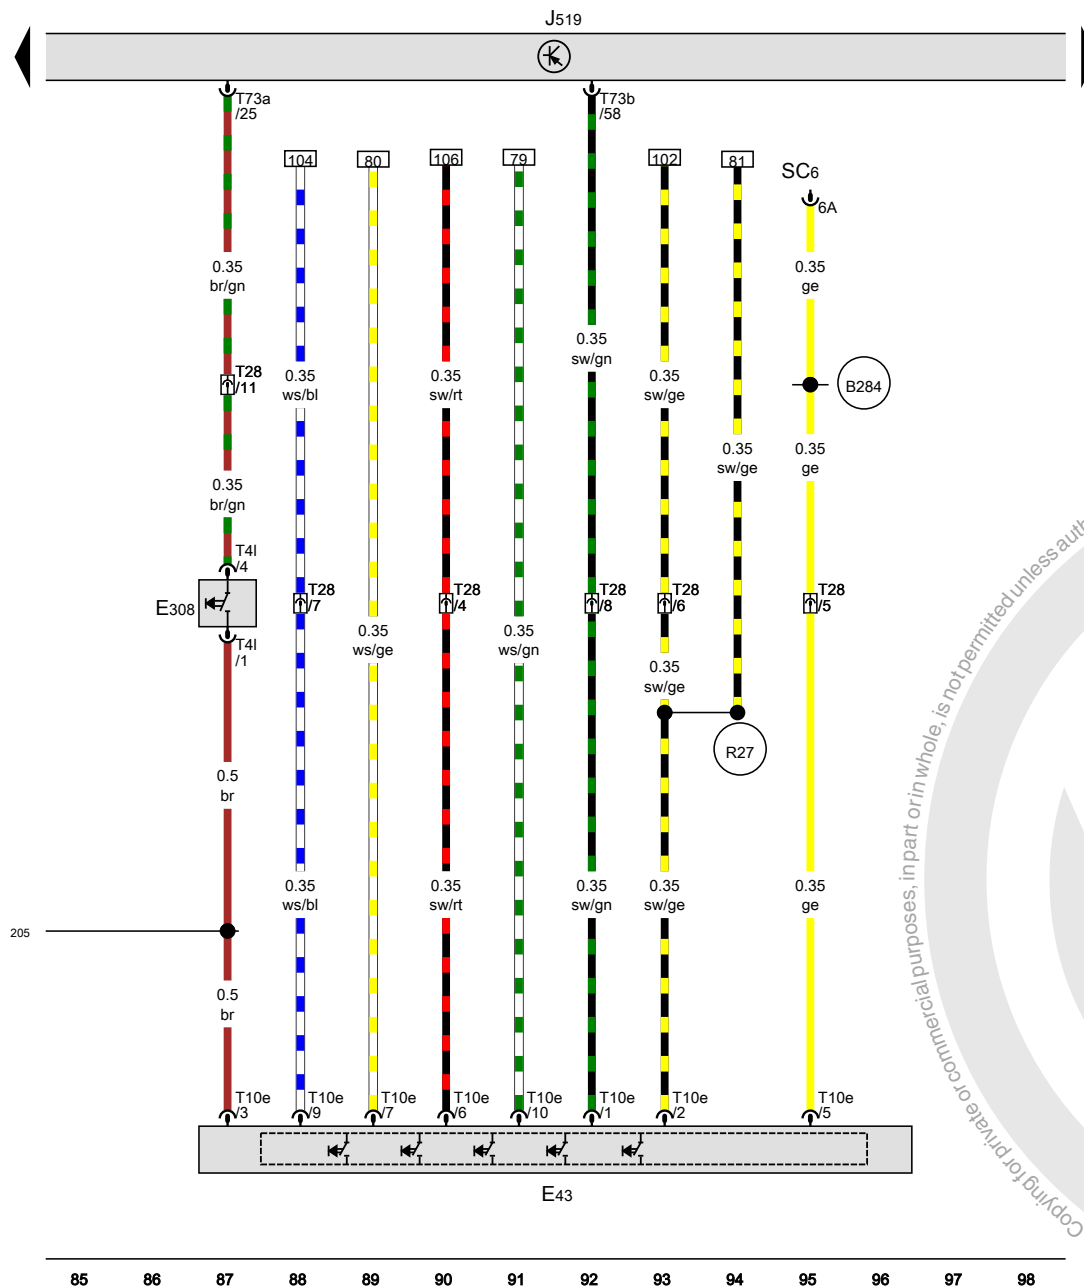 J519
T73a
/25
T73b
/58
104
80
106
79
102
81
SC6
6A
0.35
br/gn
0.35
ge
0.35
sw/gn
T28
/11
0.35
ws/bl
0.35
sw/rt
0.35
sw/ge
B284
0.35
sw/ge
0.35
ge
0.35
br/gn
T4l
/4
E308
T28
/7
T28
/4
T28
/8
T28
/6
T28
/5
T4l
/1
0.35
ws/ge
0.35
ws/gn
0.35
sw/ge
R27
0.5
br
0.35
ws/bl
0.35
sw/rt
0.35
sw/gn
0.35
sw/ge
0.35
ge
205
0.5
br
T10e
/3
T10e
/9
T10e
/7
T10e
/6
T10e
/10
T10e
/1
T10e
/2
T10e
/5
E43
85 86 87 88 89 90 91 92 93 94 95 96 97 98
Copying for private or commercial purposes, in part or in whole, is not permitted unless auth